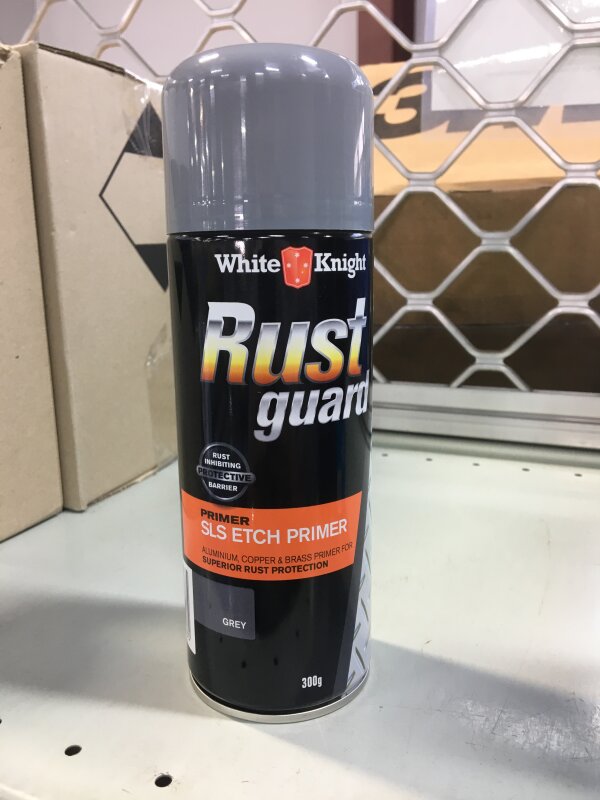 White Knight
Rust
guard
RUST
INHIBITING
PROTECTIVE
BARRIER
PRIMER
SLS ETCH PRIMER
ALUMINIUM, COPPER & BRASS PRIMER FOR
SUPERIOR RUST PROTECTION
GREY
300g